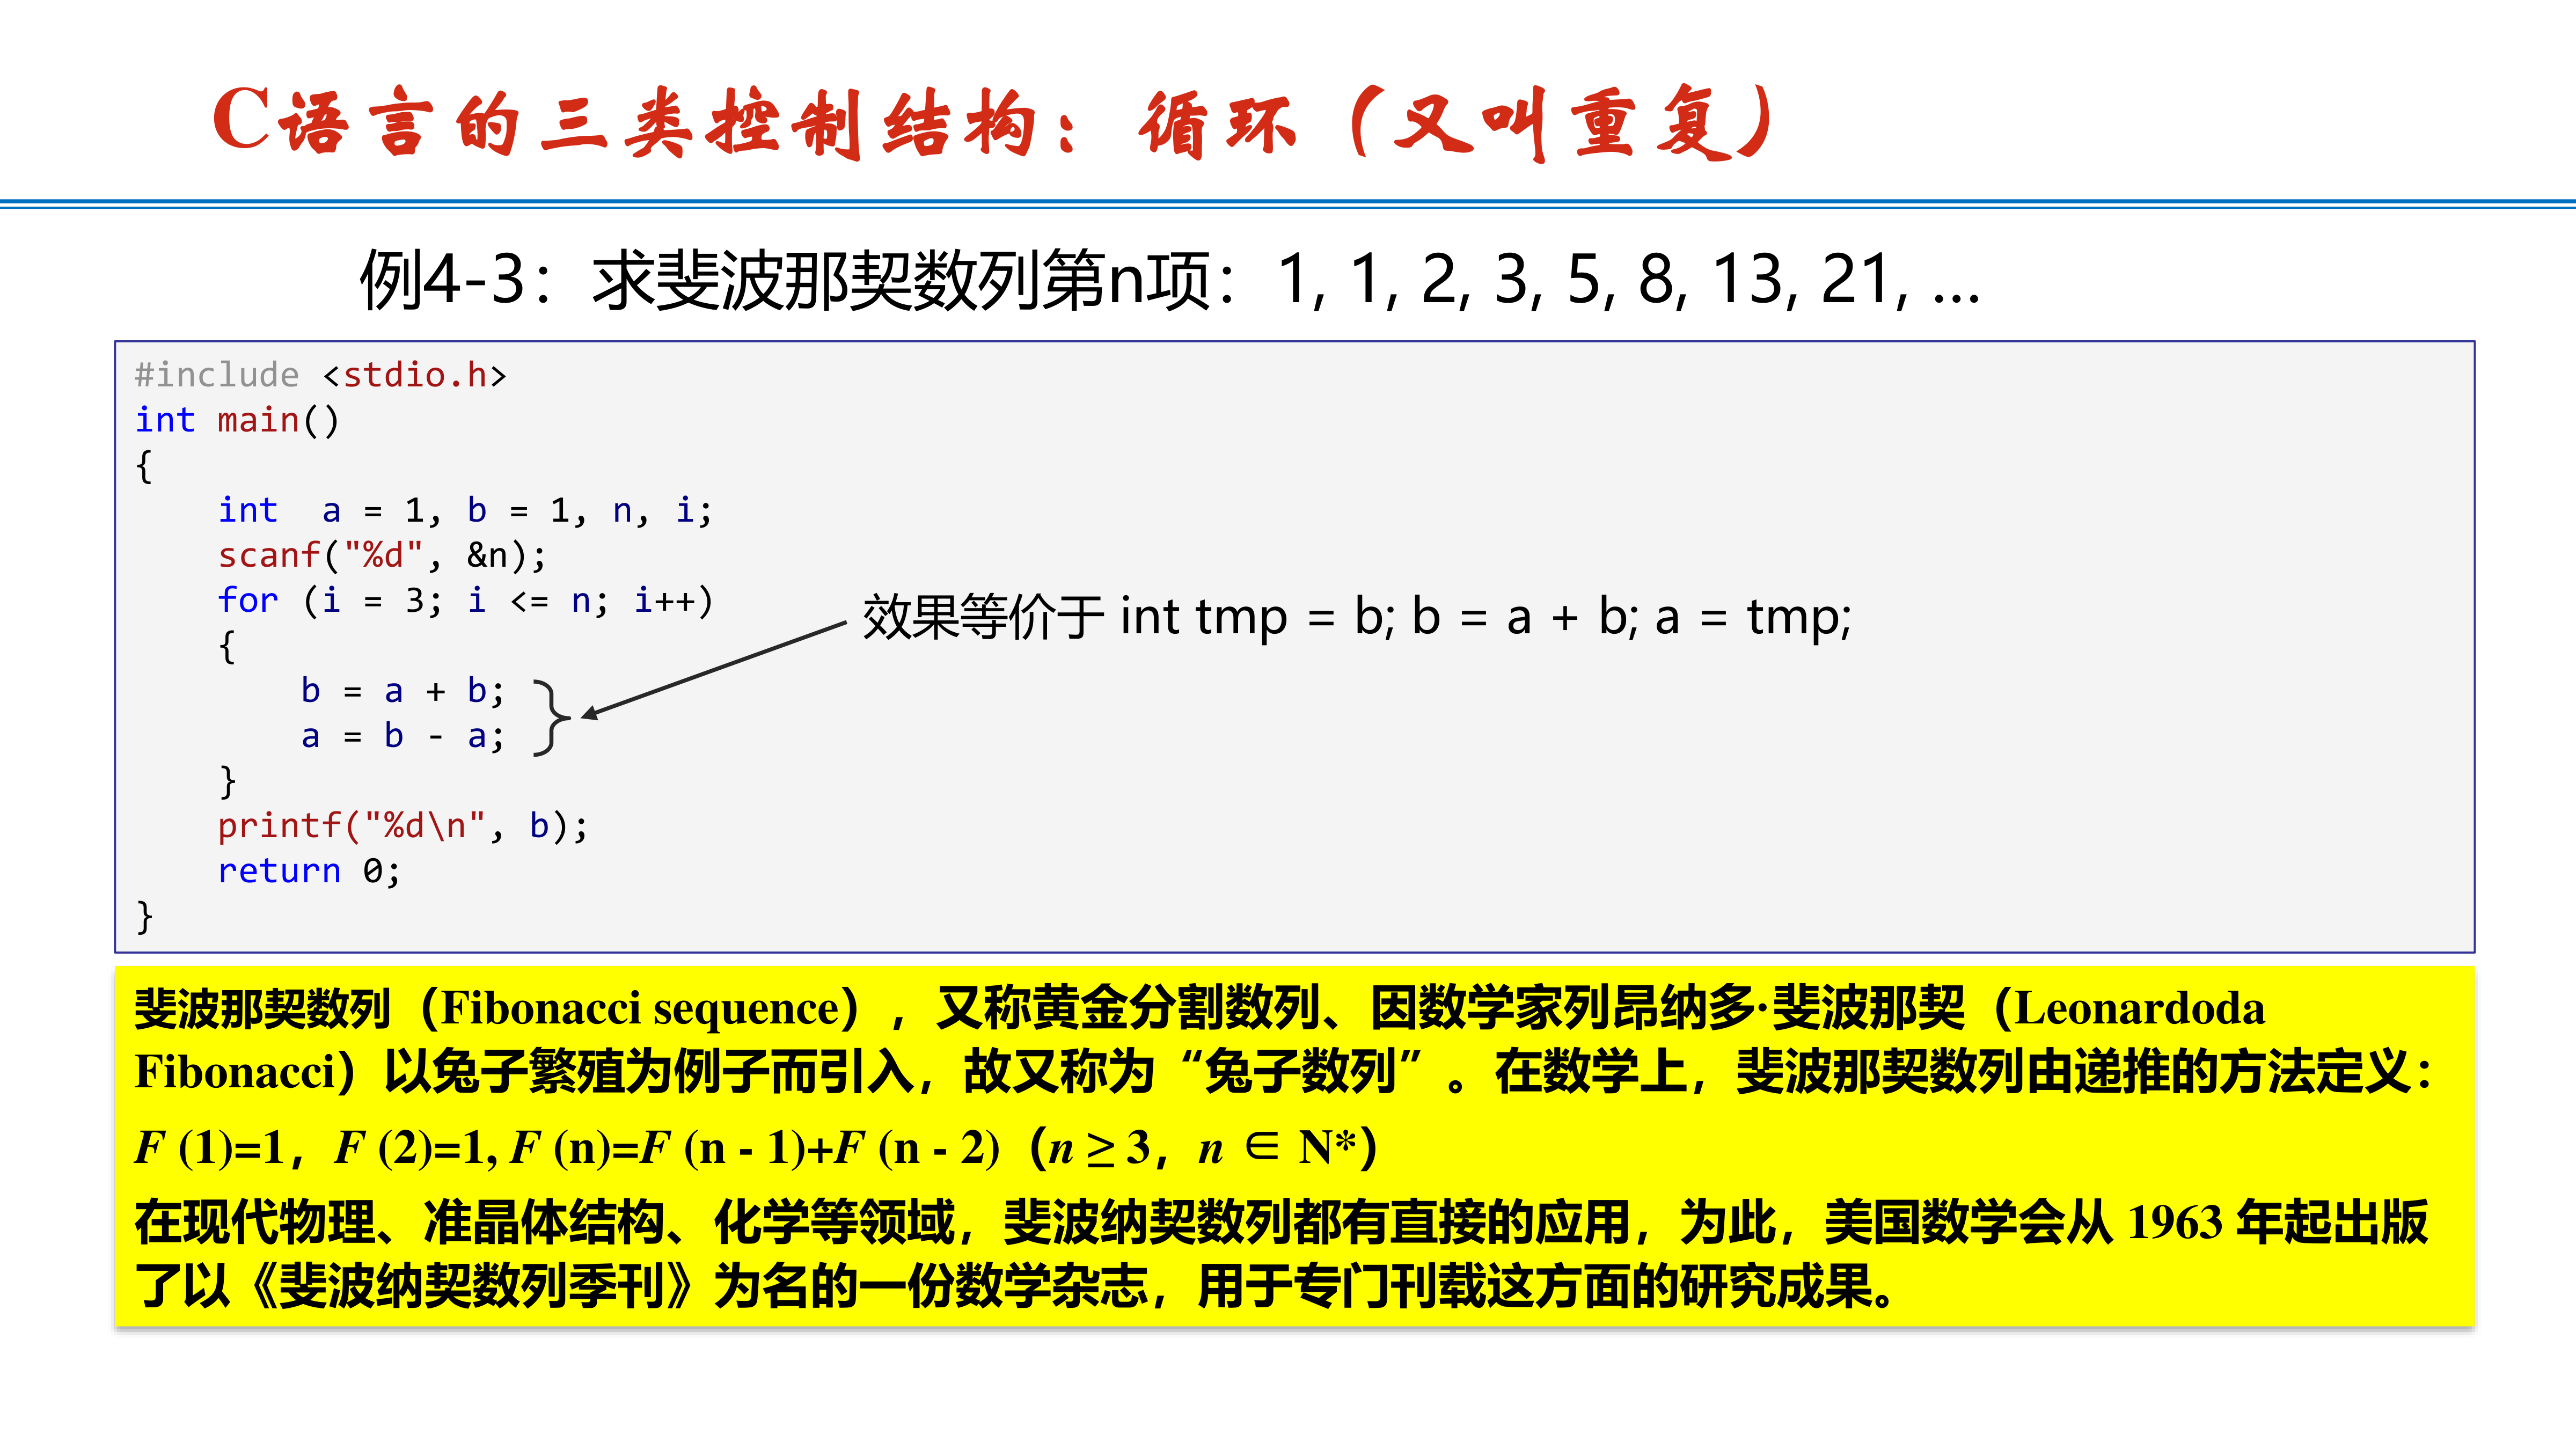 C语言的三类控制结构：循环（又叫重复）
例4-3：求斐波那契数列第n项：1, 1, 2, 3, 5, 8, 13, 21, …
#include <stdio.h>
int main()
{
    int  a = 1, b = 1, n, i;
    scanf("%d", &n);
    for (i = 3; i <= n; i++)
    {
        b = a + b;
        a = b - a;
    }
    printf("%d\n", b);
    return 0;
}
效果等价于 int tmp = b; b = a + b; a = tmp;
斐波那契数列（Fibonacci sequence），又称黄金分割数列、因数学家列昂纳多·斐波那契（Leonardoda
Fibonacci）以兔子繁殖为例子而引入，故又称为“兔子数列”。在数学上，斐波那契数列由递推的方法定义：
F (1)=1，F (2)=1, F (n)=F (n - 1)+F (n - 2)（n ≥ 3，n ∈ N*）
在现代物理、准晶体结构、化学等领域，斐波纳契数列都有直接的应用，为此，美国数学会从 1963 年起出版
了以《斐波纳契数列季刊》为名的一份数学杂志，用于专门刊载这方面的研究成果。